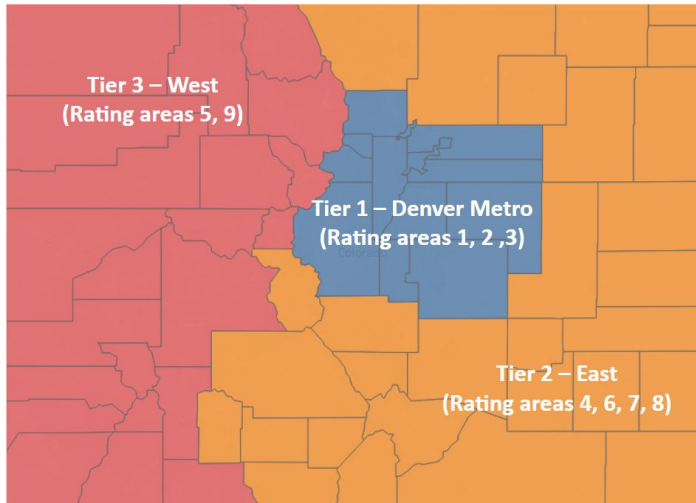 Tier 3 – West
(Rating areas 5, 9)
Tier 1 – Denver Metro
(Rating areas 1, 2 ,3)
Colorado
Tier 2 – East
(Rating areas 4, 6, 7, 8)